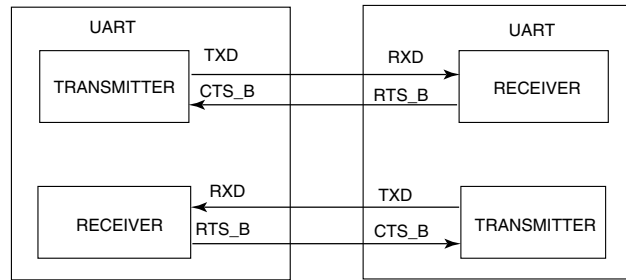 UART UART
TXD RXD
TRANSMITTER CTS_B RTS_B RECEIVER
RXD TXD
RECEIVER RTS_B CTS_B TRANSMITTER